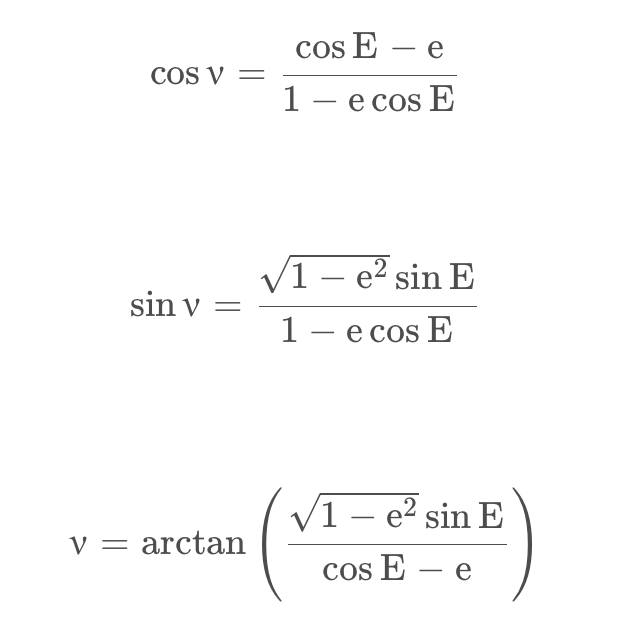 cos ν = (cos E − e) / (1 − e cos E)
sin ν = (√(1 − e²) sin E) / (1 − e cos E)
ν = arctan ( (√(1 − e²) sin E) / (cos E − e) )